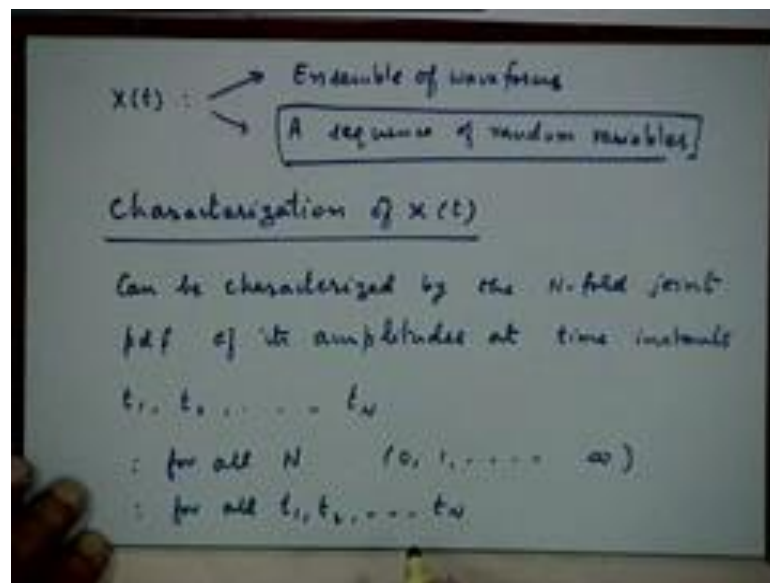 X(t) : Ensemble of waveforms
A sequence of random variables
Characterization of X(t)
Can be characterized by the N-fold joint
pdf of its amplitudes at time instants
t₁, t₂, . . . . tₙ
: for all N (0, 1, . . . . . ∞)
: for all t₁, t₂, . . . tₙ